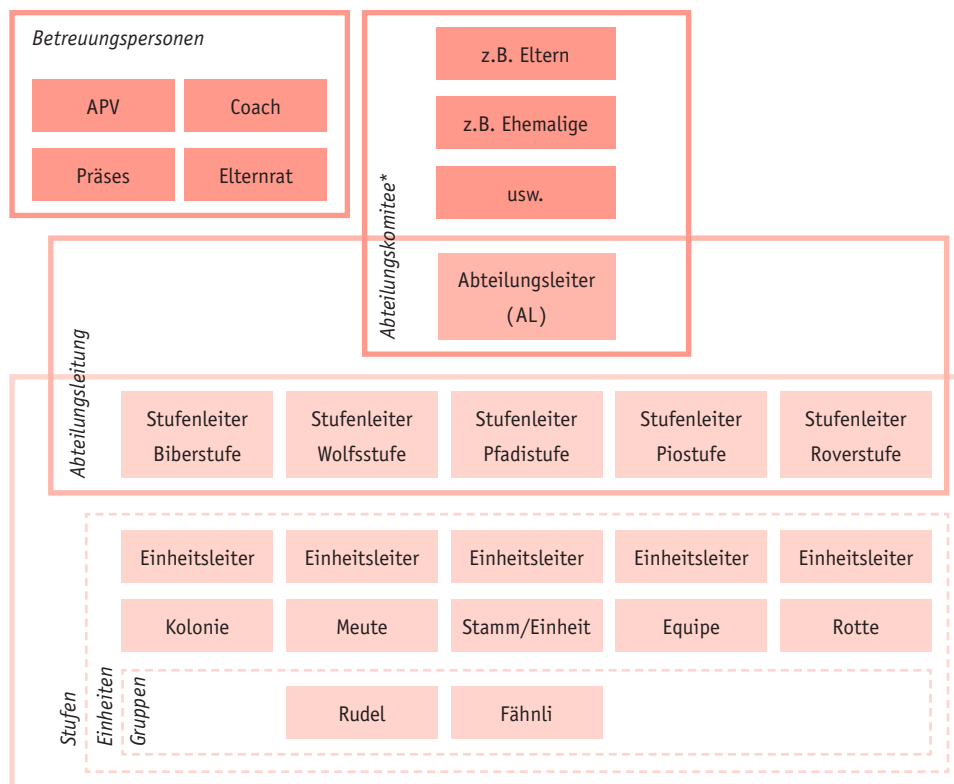 Betreuungspersonen
APV
Coach
Präses
Elternrat
z.B. Eltern
z.B. Ehemalige
usw.
Abteilungskomitee*
Abteilungsleiter
(AL)
Abteilungsleitung
Stufenleiter
Biberstufe
Stufenleiter
Wolfsstufe
Stufenleiter
Pfadistufe
Stufenleiter
Piostufe
Stufenleiter
Roverstufe
Stufen
Einheiten
Einheitsleiter
Einheitsleiter
Einheitsleiter
Einheitsleiter
Einheitsleiter
Kolonie
Meute
Stamm/Einheit
Equipe
Rotte
Gruppen
Rudel
Fähnli